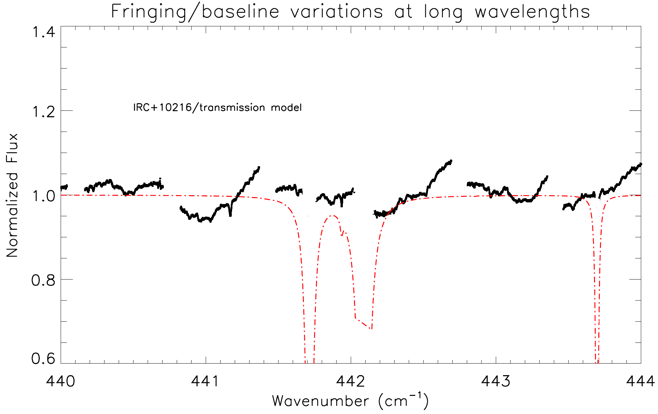 Fringing/baseline variations at long wavelengths
1.4
IRC+10216/transmission model
1.2
1.0
0.8
0.6
Normalized Flux
440 441 442 443 444
Wavenumber (cm⁻¹)